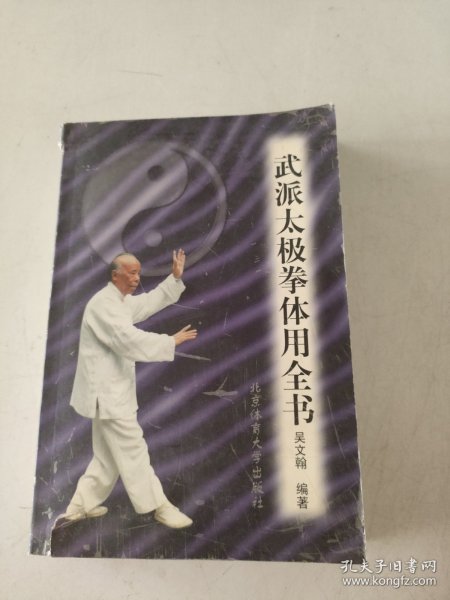 武派太极拳体用全书
吴文翰 编著
北京体育大学出版社
孔夫子旧书网
www.kongfz.com